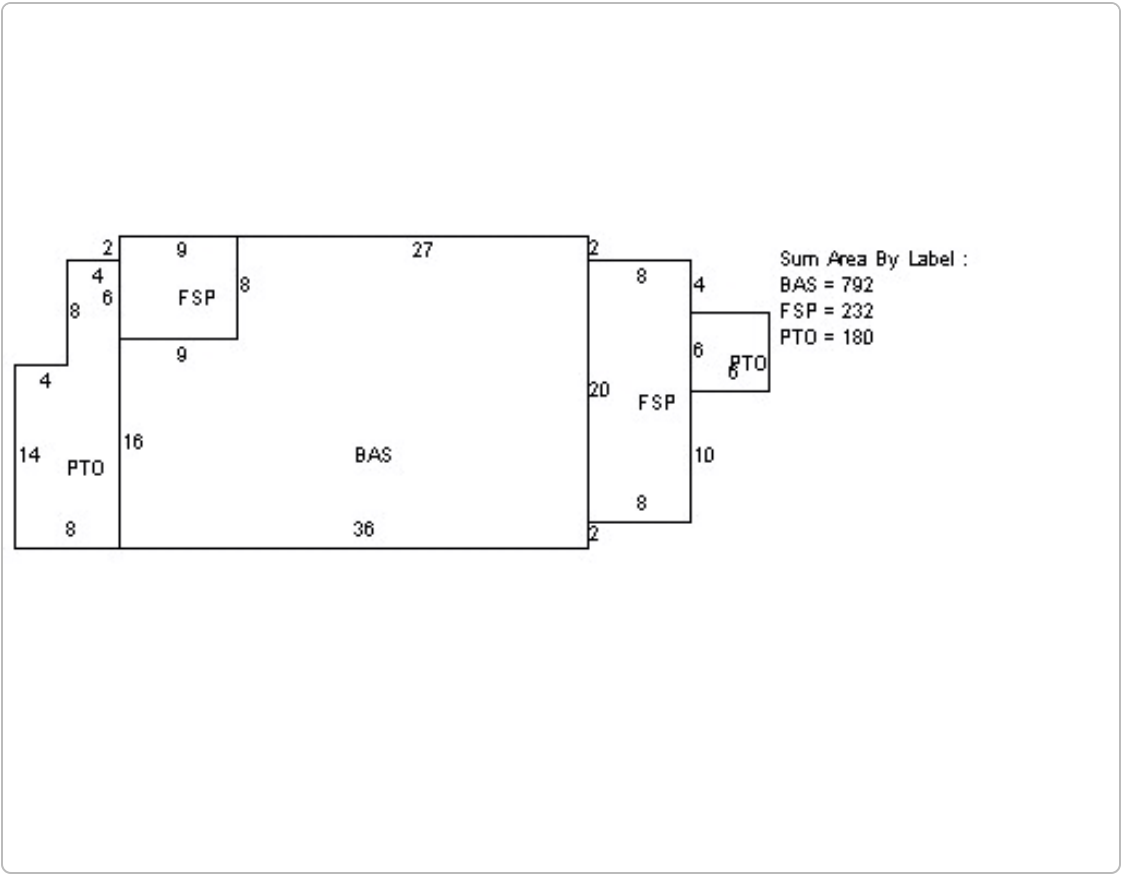 2
9
27
2
4
8
4
6
FSP
8
8
6
PTO
6
9
4
20
FSP
14
16
BAS
10
PTO
8
8
36
2
Sum Area By Label :
BAS = 792
FSP = 232
PTO = 180